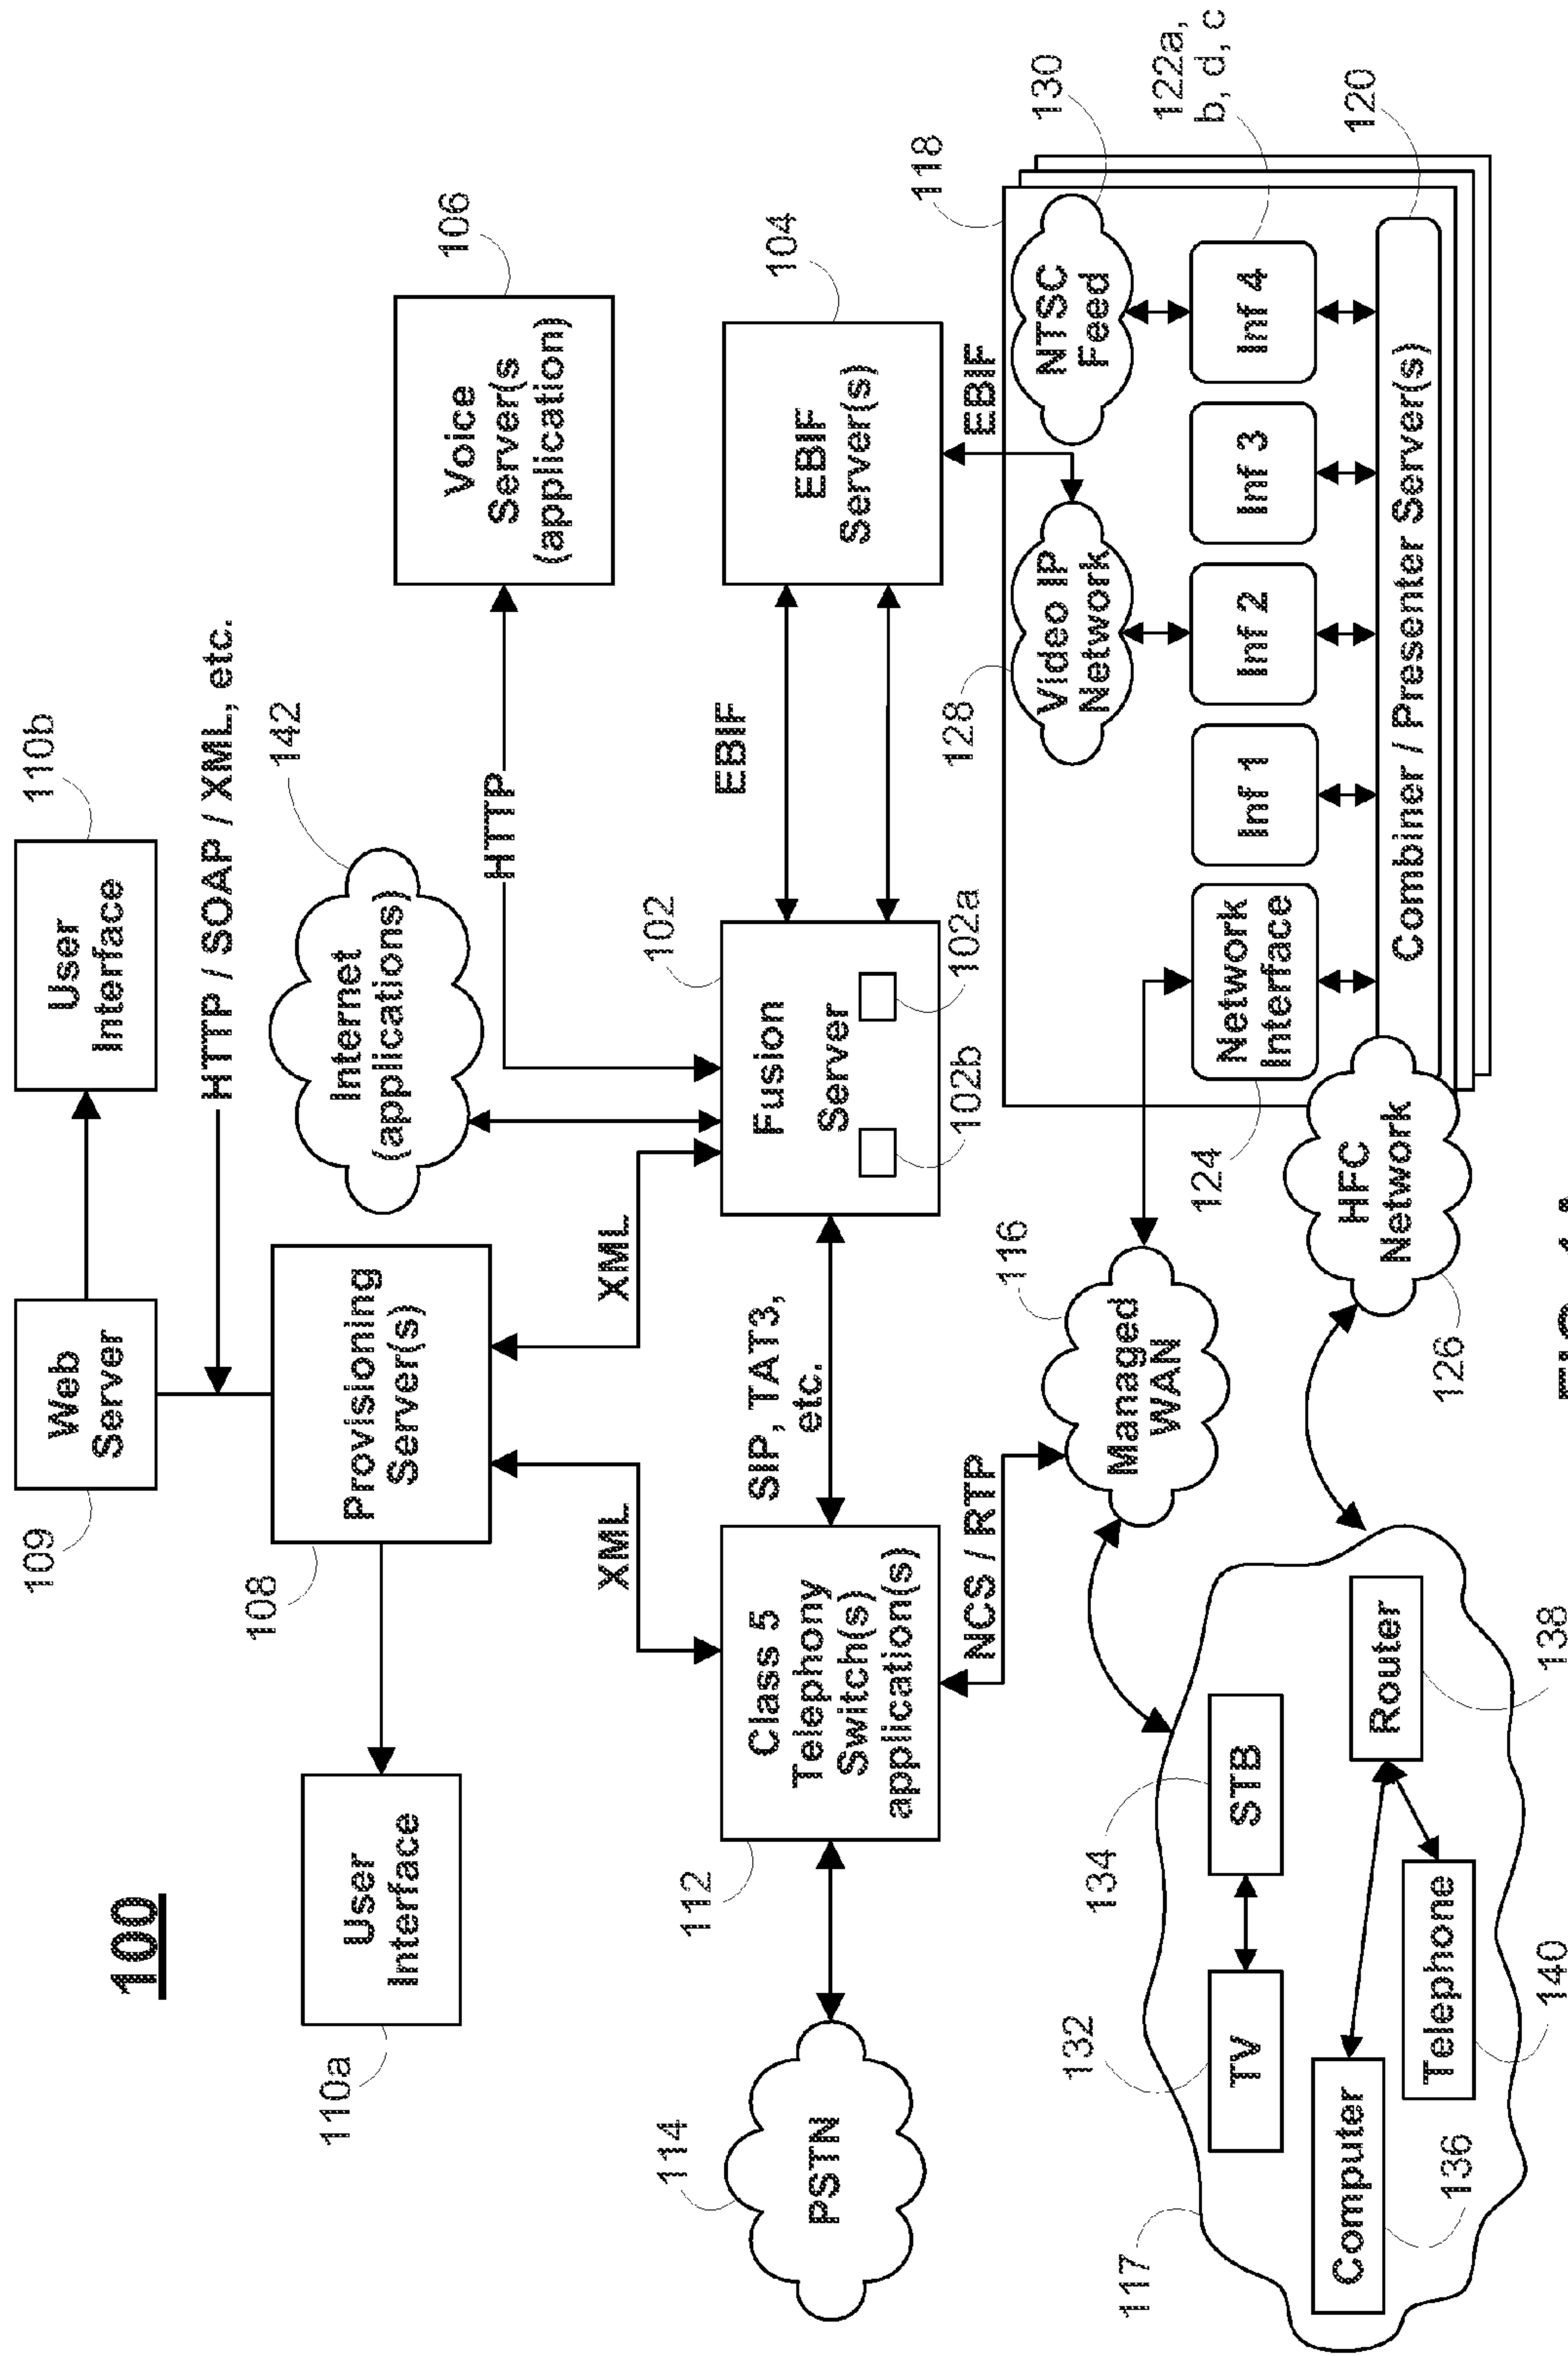 100
109
Web
Server
User
Interface
110b
HTTP / SOAP / XML, etc.
108
Provisioning
Server(s)
Internet
(applications)
142
110a
User
Interface
HTTP
106
Voice
Server(s
(application)
XML
XML
114
PSTN
112
Class 5
Telephony
Switch(s)
application(s)
SIP, TAT3,
etc.
102
Fusion
Server
102b
102a
EBIF
104
EBIF
Server(s)
NCS / RTP
EBIF
116
Managed
WAN
118
128
Video IP
Network
NTSC
Feed
130
117
132
TV
134
STB
124
Network
Interface
Inf 1
Inf 2
Inf 3
Inf 4
122a,
b, d, c
Computer
136
Router
138
Telephone
140
HFC
Network
126
Combiner / Presenter Server(s)
120